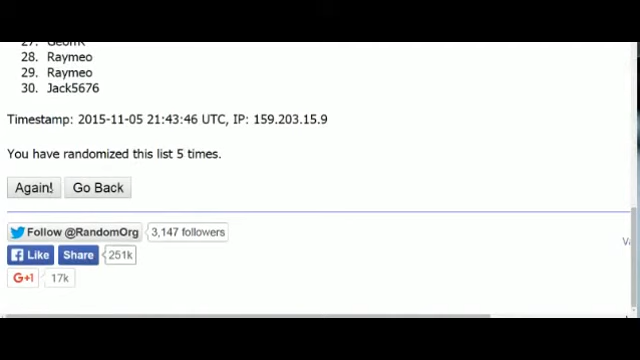 27. GeomK
28. Raymeo
29. Raymeo
30. Jack5676
Timestamp: 2015-11-05 21:43:46 UTC, IP: 159.203.15.9
You have randomized this list 5 times.
Again! Go Back
Follow @RandomOrg 3,147 followers
Like Share 251k
G+1 17k